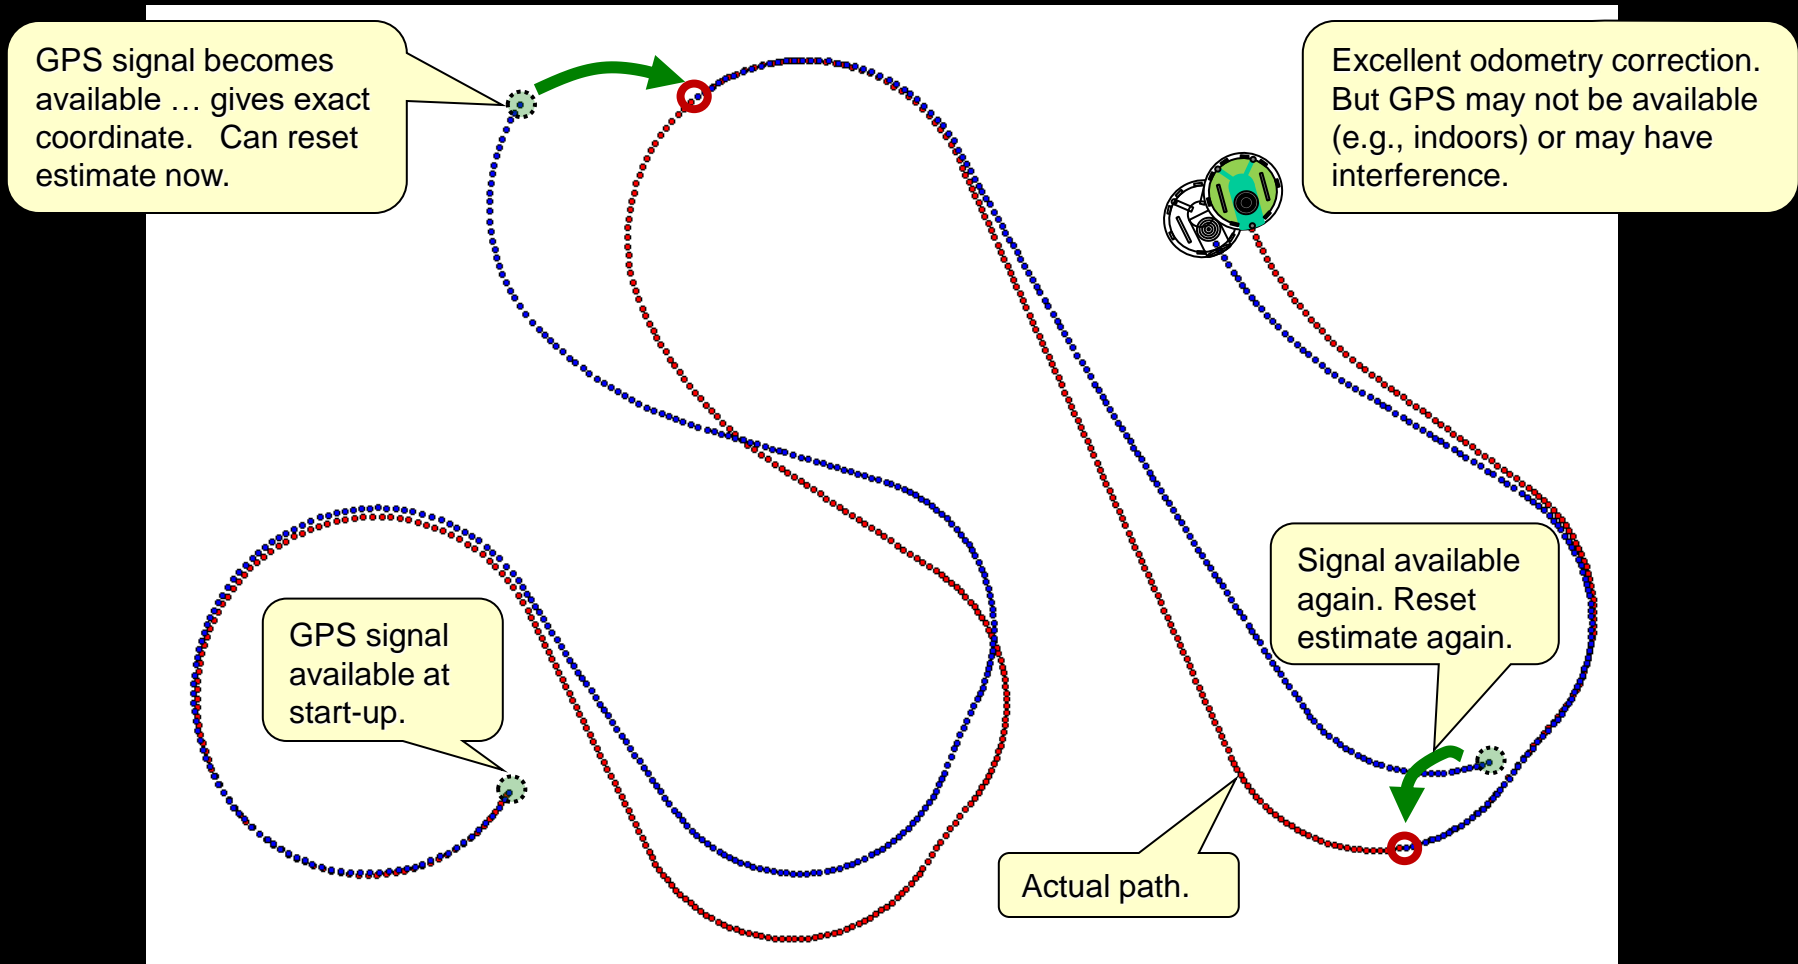 GPS signal becomes
available … gives exact
coordinate.   Can reset
estimate now.
Excellent odometry correction.
But GPS may not be available
(e.g., indoors) or may have
interference.
GPS signal
available at
start-up.
Signal available
again. Reset
estimate again.
Actual path.